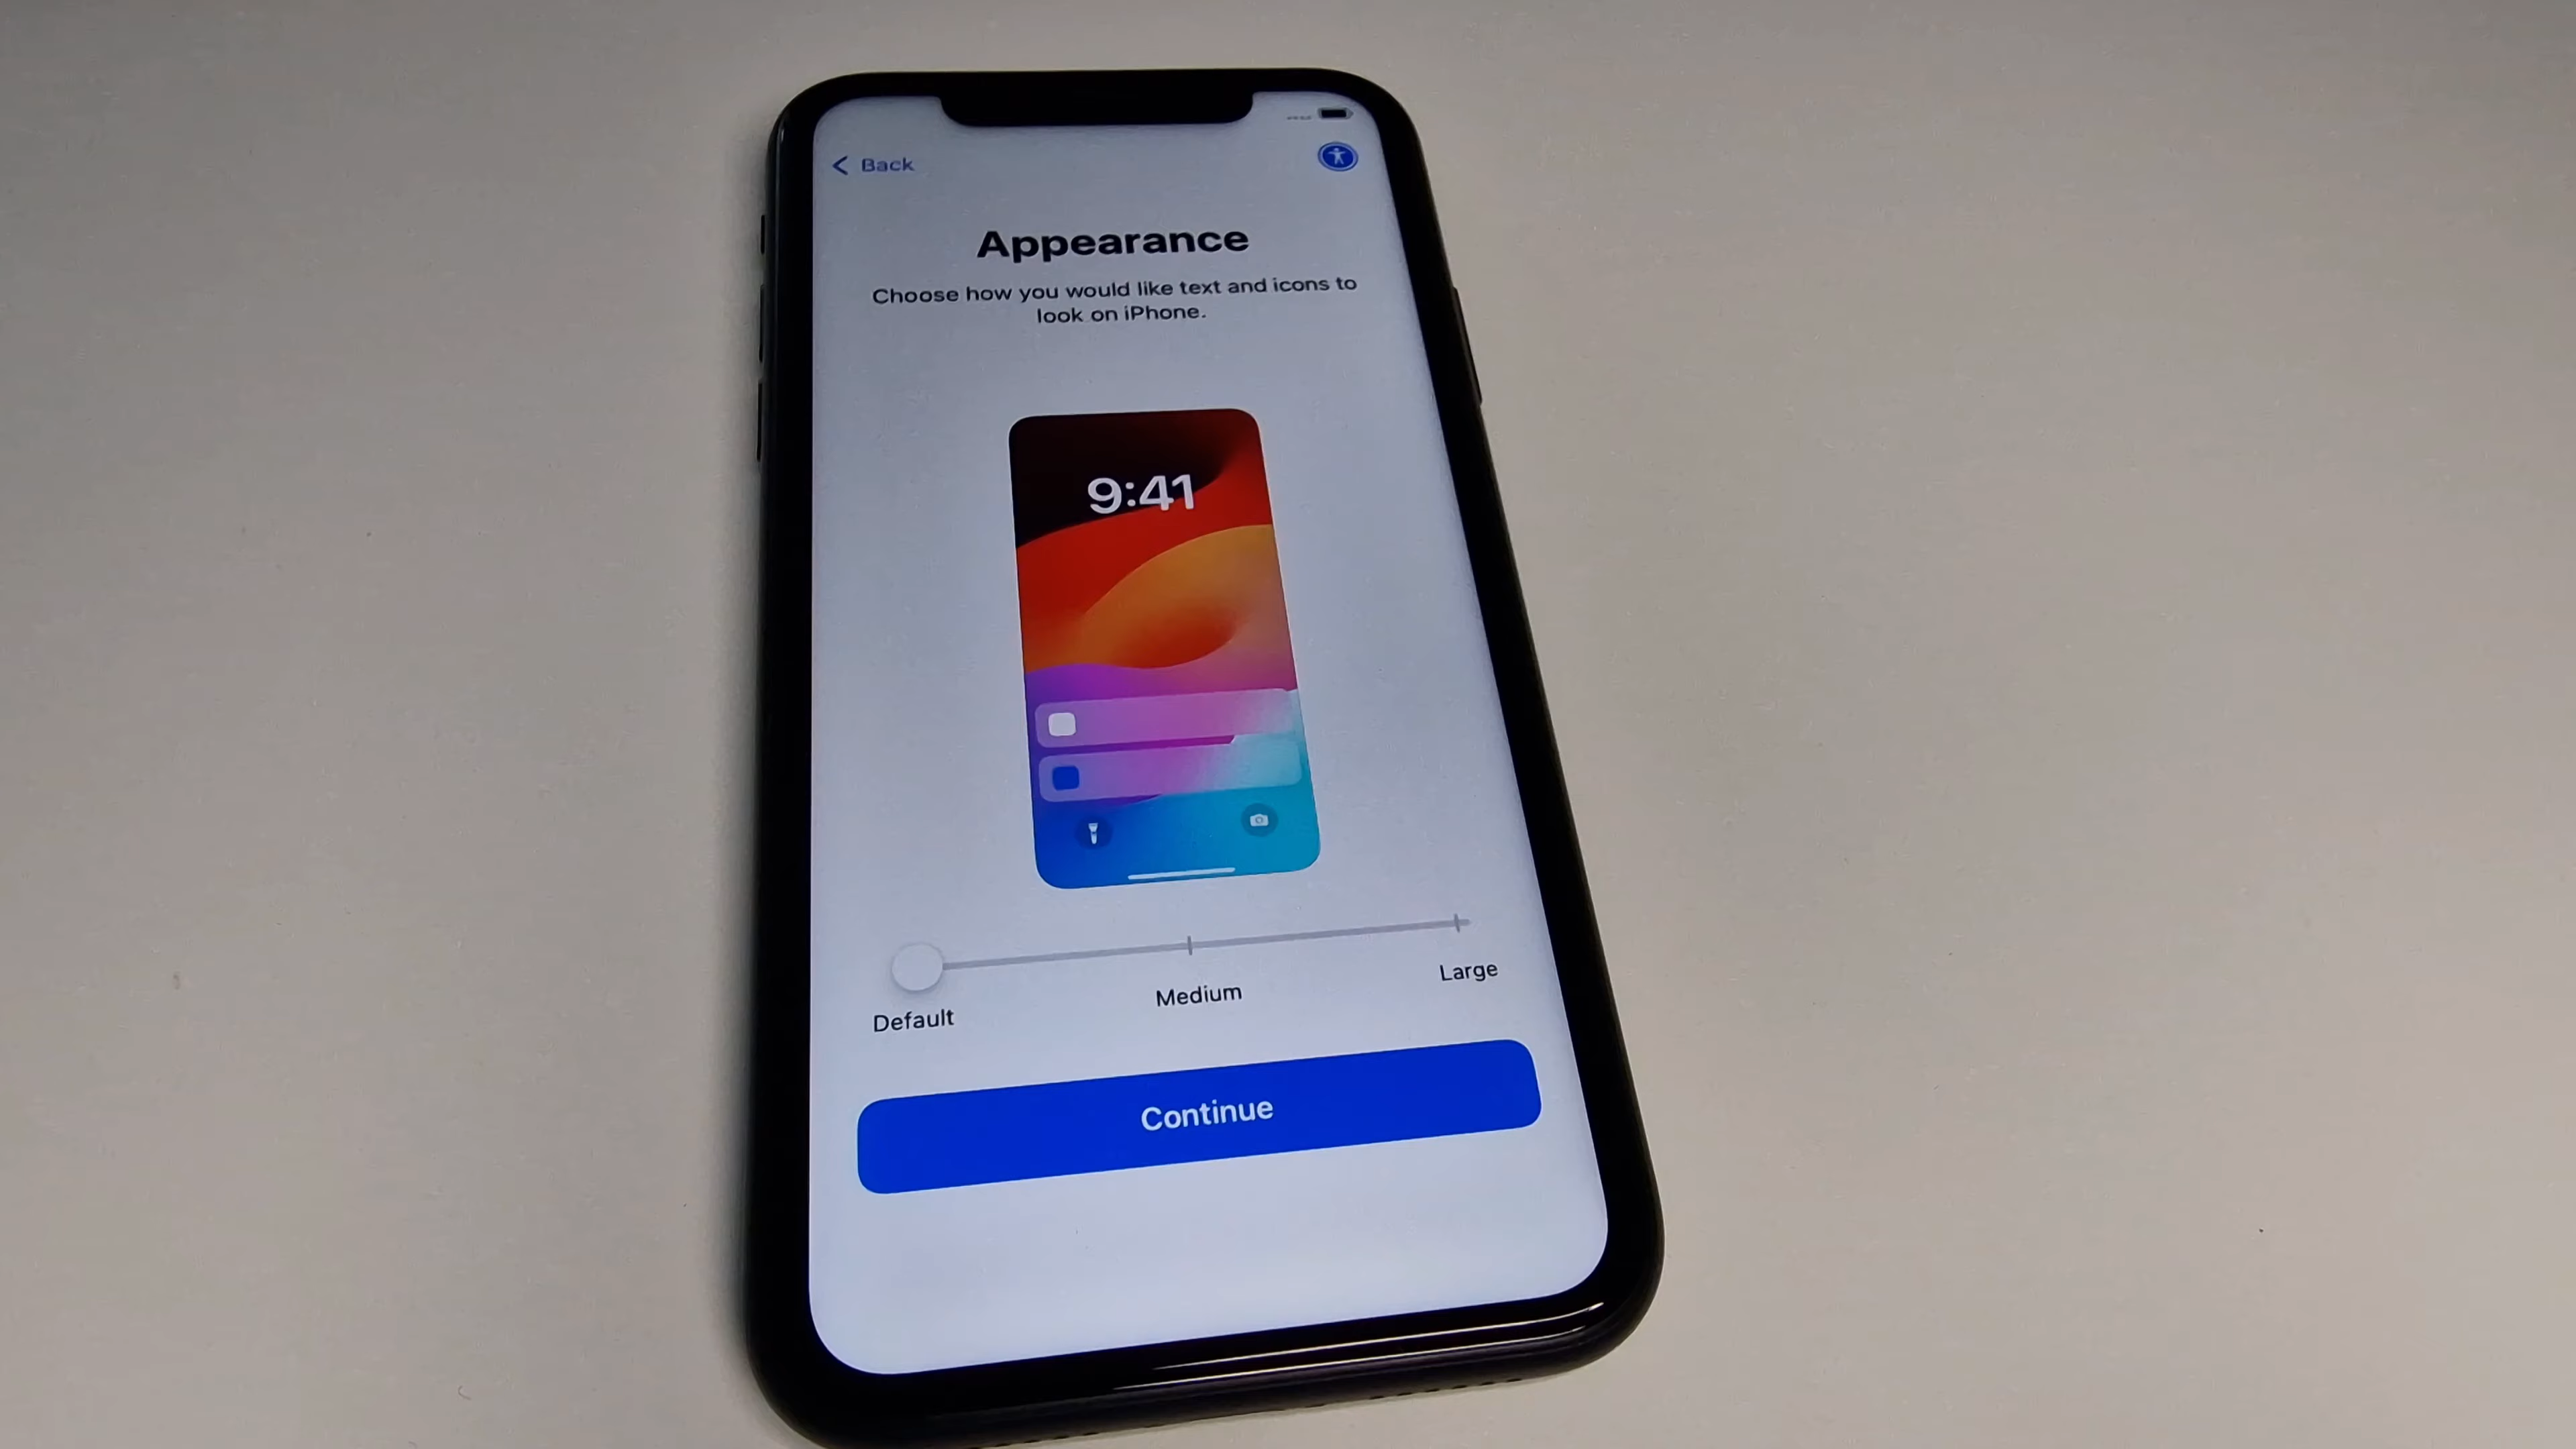 Back
Appearance
Choose how you would like text and icons to
look on iPhone.
9:41
Default
Medium
Large
Continue